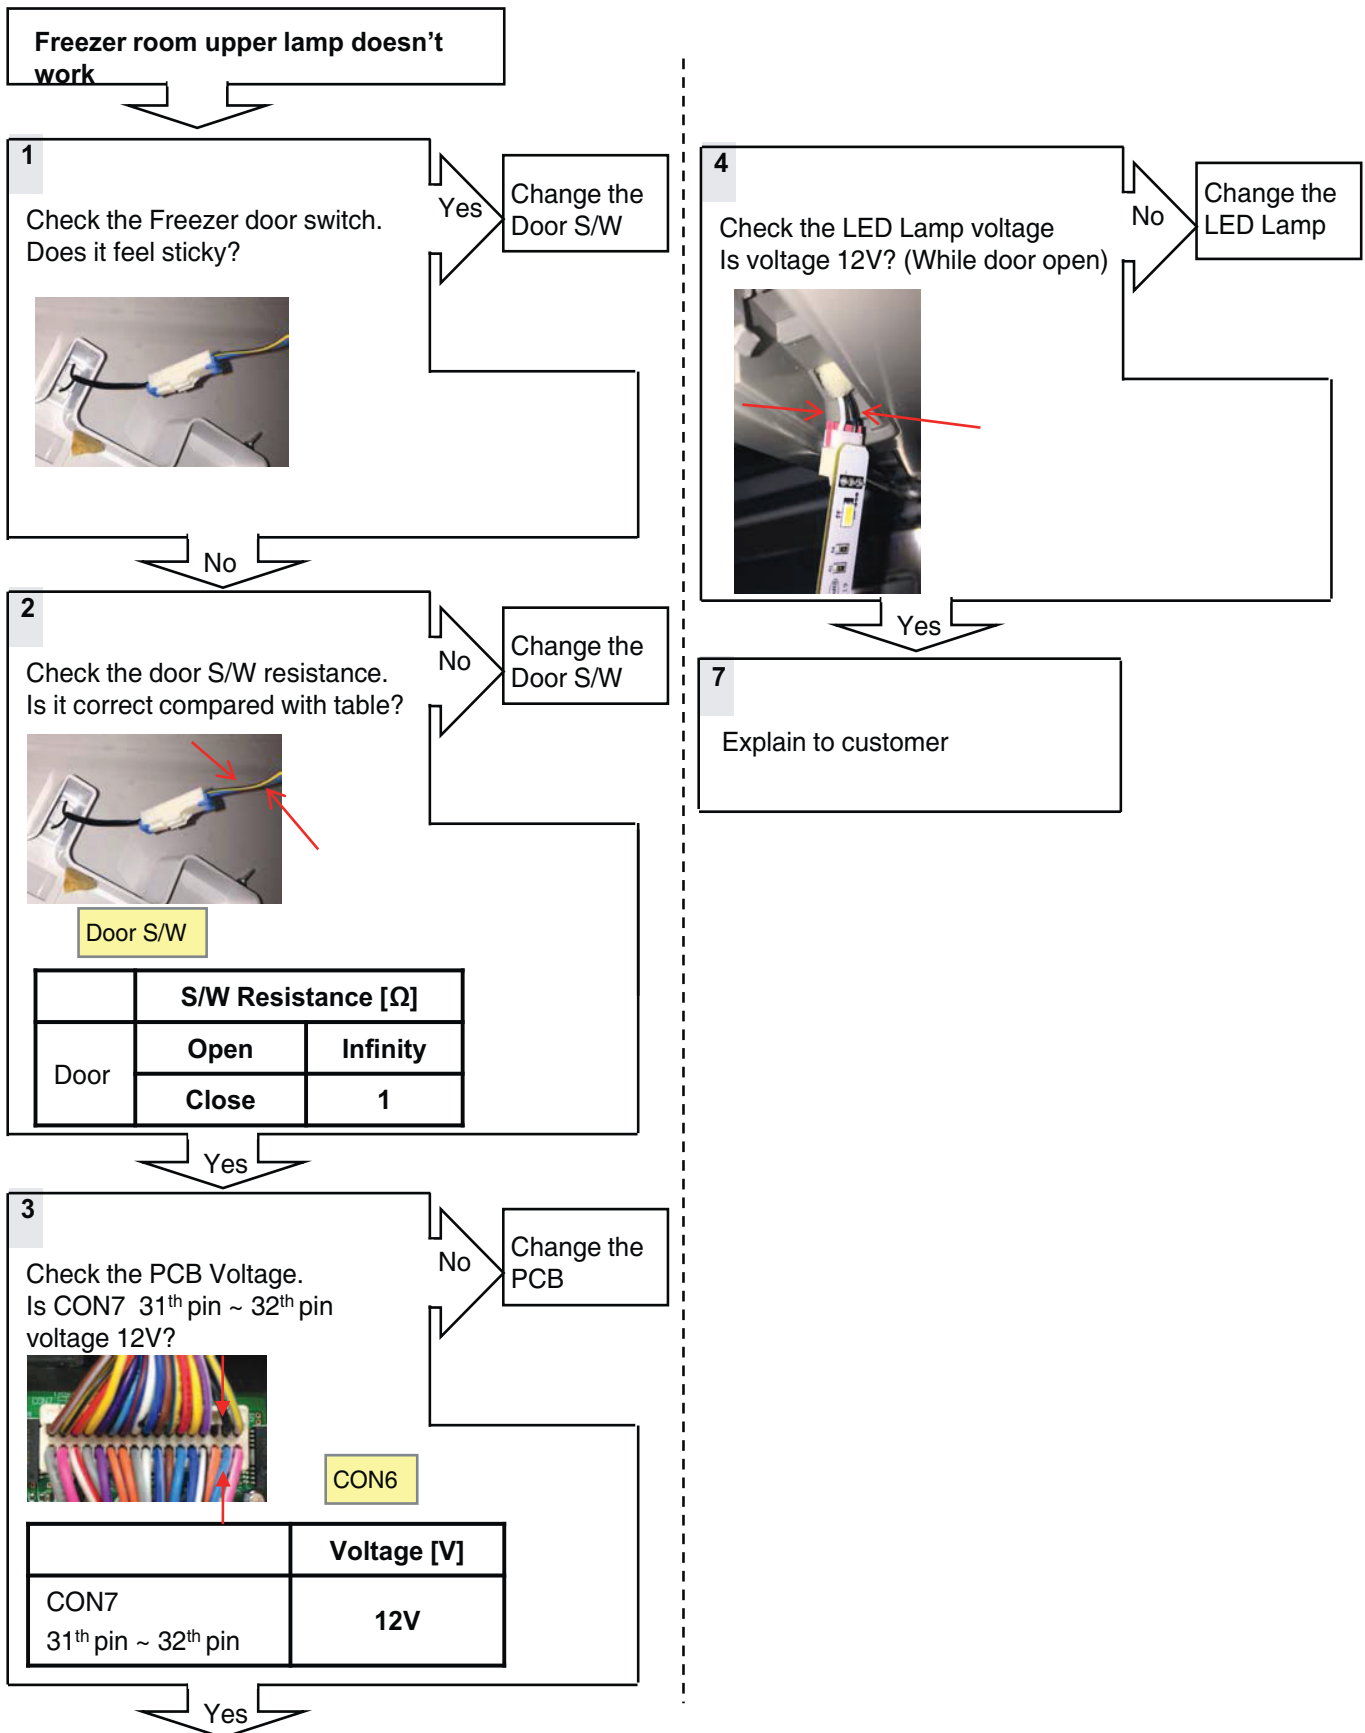 Freezer room upper lamp doesn't
work
1
Check the Freezer door switch.
Does it feel sticky?
Yes
Change the
Door S/W
No
2
Check the door S/W resistance.
Is it correct compared with table?
No
Change the
Door S/W
Door S/W
S/W Resistance [Ω]
Door
Open
Infinity
Close
1
Yes
3
Check the PCB Voltage.
Is CON7 31th pin ~ 32th pin
voltage 12V?
No
Change the
PCB
CON7
CON6
Voltage [V]
CON7
31th pin ~ 32th pin
12V
Yes
4
Check the LED Lamp voltage
Is voltage 12V? (While door open)
No
Change the
LED Lamp
Yes
7
Explain to customer